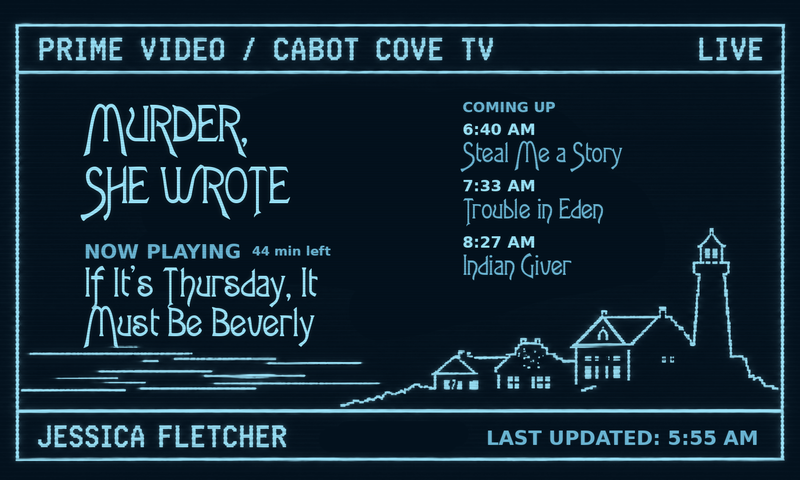 PRIME VIDEO / CABOT COVE TV
LIVE
MURDER,
SHE WROTE
NOW PLAYING 44 min left
If It's Thursday, It
Must Be Beverly
COMING UP
6:40 AM
Steal Me a Story
7:33 AM
Trouble in Eden
8:27 AM
Indian Giver
JESSICA FLETCHER
LAST UPDATED: 5:55 AM